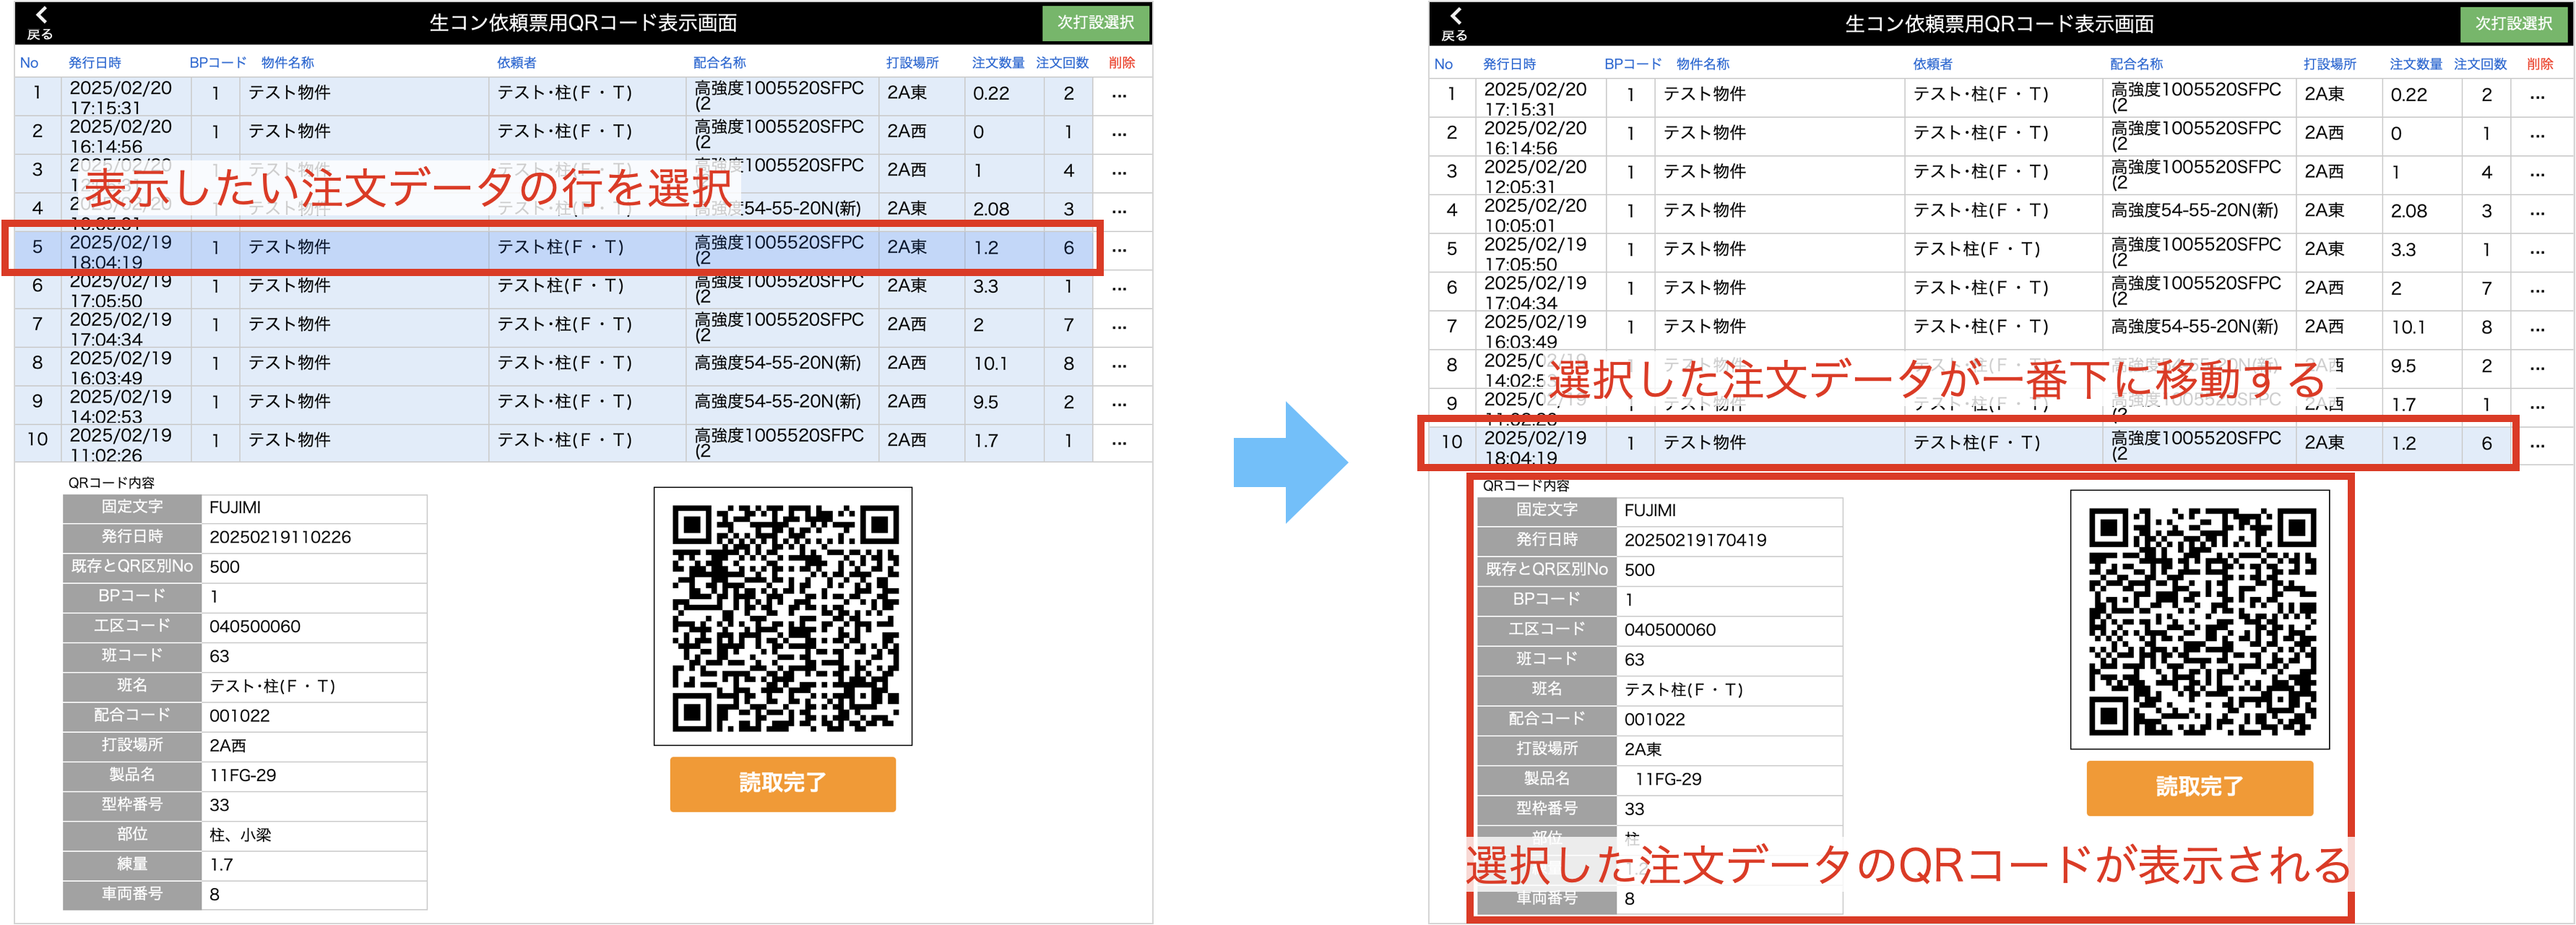 戻る
生コン依頼票用QRコード表示画面
次打設選択
No 発行日時 BPコード 物件名称 依頼者 配合名称 打設場所 注文数量 注文回数 削除
1 2025/02/20 17:15:31 1 テスト物件 テスト・柱(F・T) 高強度1005520SFPC(2 2A東 0.22 2 ...
2 2025/02/20 16:14:56 1 テスト物件 テスト・柱(F・T) 高強度1005520SFPC(2 2A西 0 1 ...
3 2025/02/20 1 テスト物件 テスト・柱(F・T) 高強度1005520SFPC(2 2A西 1 4 ...
表示したい注文データの行を選択
4 2025/02/20 テスト物件 テスト・柱(F・T) 高強度54-55-20N(新) 2A東 2.08 3 ...
5 2025/02/19 18:04:19 1 テスト物件 テスト柱(F・T) 高強度1005520SFPC(2 2A東 1.2 6 ...
6 2025/02/19 17:05:50 1 テスト物件 テスト柱(F・T) 高強度1005520SFPC(2 2A東 3.3 1 ...
7 2025/02/19 17:04:34 1 テスト物件 テスト・柱(F・T) 高強度1005520SFPC(2 2A西 2 7 ...
8 2025/02/19 16:03:49 1 テスト物件 テスト・柱(F・T) 高強度54-55-20N(新) 2A西 10.1 8 ...
9 2025/02/19 14:02:53 1 テスト物件 テスト・柱(F・T) 高強度54-55-20N(新) 2A西 9.5 2 ...
10 2025/02/19 11:02:26 1 テスト物件 テスト・柱(F・T) 高強度1005520SFPC(2 2A西 1.7 1 ...
QRコード内容
固定文字 FUJIMI
発行日時 20250219110226
既存とQR区別No 500
BPコード 1
工区コード 040500060
班コード 63
班名 テスト・柱(F・T)
配合コード 001022
打設場所 2A西
製品名 11FG-29
型枠番号 33
部位 柱、小梁
練量 1.7
車両番号 8
読取完了
戻る
生コン依頼票用QRコード表示画面
次打設選択
No 発行日時 BPコード 物件名称 依頼者 配合名称 打設場所 注文数量 注文回数 削除
1 2025/02/20 17:15:31 1 テスト物件 テスト・柱(F・T) 高強度1005520SFPC(2 2A東 0.22 2 ...
2 2025/02/20 16:14:56 1 テスト物件 テスト・柱(F・T) 高強度1005520SFPC(2 2A西 0 1 ...
3 2025/02/20 12:05:31 1 テスト物件 テスト・柱(F・T) 高強度1005520SFPC(2 2A西 1 4 ...
4 2025/02/20 10:05:01 1 テスト物件 テスト・柱(F・T) 高強度54-55-20N(新) 2A東 2.08 3 ...
5 2025/02/19 17:05:50 1 テスト物件 テスト柱(F・T) 高強度1005520SFPC(2 2A東 3.3 1 ...
6 2025/02/19 17:04:34 1 テスト物件 テスト・柱(F・T) 高強度1005520SFPC(2 2A西 2 7 ...
7 2025/02/19 16:03:49 1 テスト物件 テスト・柱(F・T) 高強度54-55-20N(新) 2A西 10.1 8 ...
8 2025/02/19 14:02:53 1 テスト物件 テスト・柱(F・T) 高強度54-55-20N(新) 2A西 9.5 2 ...
選択した注文データが一番下に移動する
9 2025/02/19 11:02:26 1 テスト物件 テスト・柱(F・T) 高強度1005520SFPC 2A西 1.7 1 ...
10 2025/02/19 18:04:19 1 テスト物件 テスト柱(F・T) 高強度1005520SFPC(2 2A東 1.2 6 ...
QRコード内容
固定文字 FUJIMI
発行日時 20250219170419
既存とQR区別No 500
BPコード 1
工区コード 040500060
班コード 63
班名 テスト柱(F・T)
配合コード 001022
打設場所 2A東
製品名 11FG-29
型枠番号 33
部位 柱
1.2
選択した注文データのQRコードが表示される
車両番号 8
読取完了